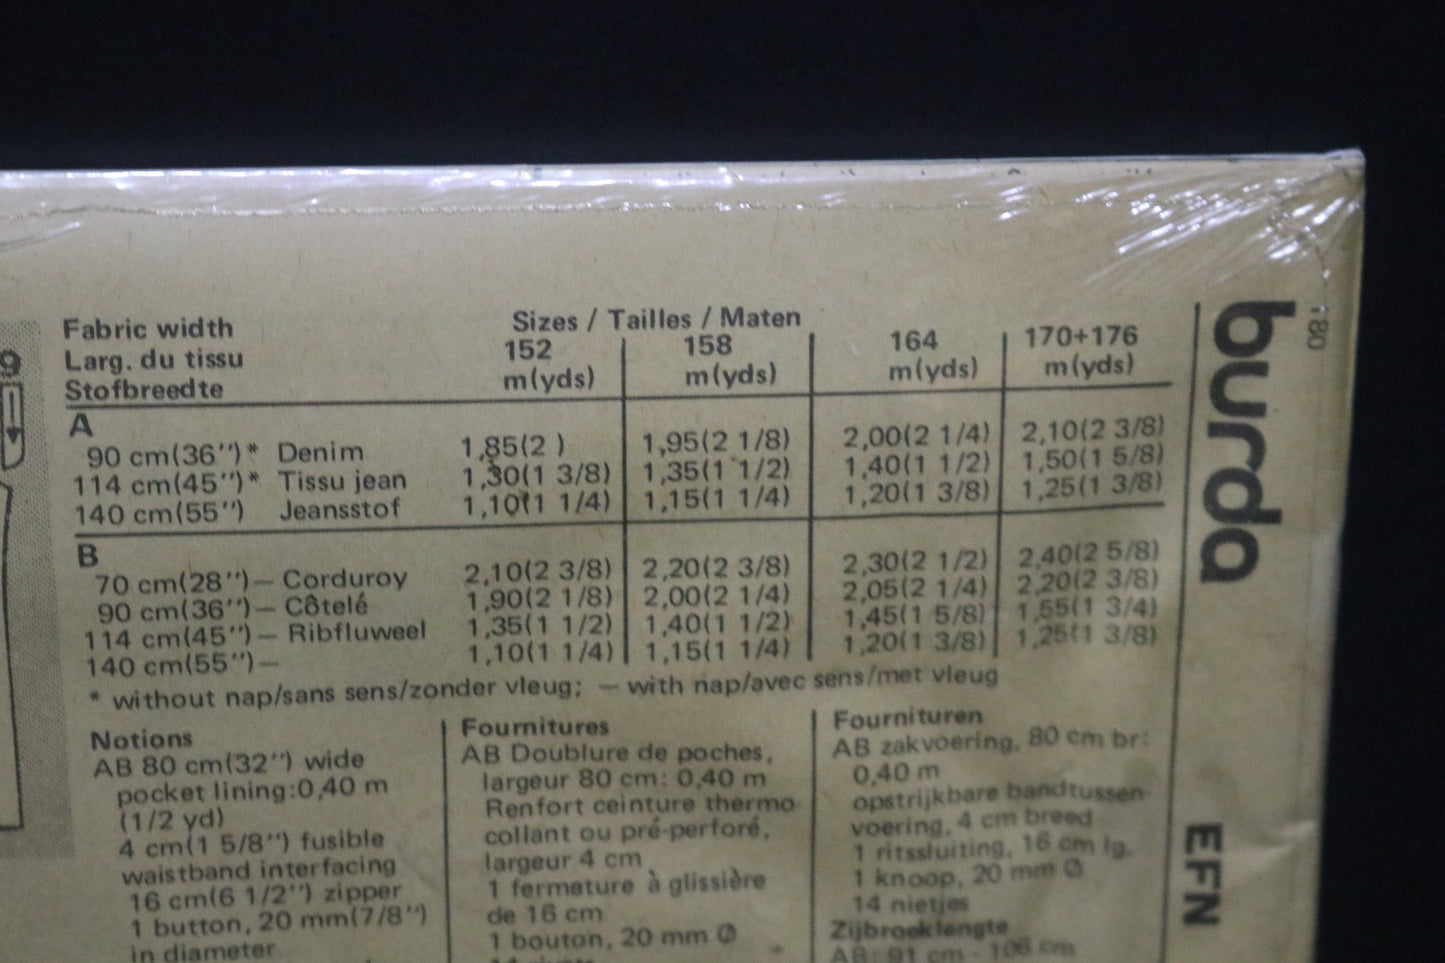 Fabric width
Larg. du tissu
Stofbreedte
Sizes / Tailles / Maten
152 158 164 170+176
m(yds) m(yds) m(yds) m(yds)
A
90 cm(36'')* Denim 1,85(2 ) 1,95(2 1/8) 2,00(2 1/4) 2,10(2 3/8)
114 cm(45'')* Tissu jean 1,30(1 3/8) 1,35(1 1/2) 1,40(1 1/2) 1,50(1 5/8)
140 cm(55'') Jeansstof 1,10(1 1/4) 1,15(1 1/4) 1,20(1 3/8) 1,25(1 3/8)
B
70 cm(28'')— Corduroy 2,10(2 3/8) 2,20(2 3/8) 2,30(2 1/2) 2,40(2 5/8)
90 cm(36'')— Côtelé 1,90(2 1/8) 2,00(2 1/4) 2,05(2 1/4) 2,20(2 3/8)
114 cm(45'')— Ribfluweel 1,35(1 1/2) 1,40(1 1/2) 1,45(1 5/8) 1,55(1 3/4)
140 cm(55'')— 1,10(1 1/4) 1,15(1 1/4) 1,20(1 3/8) 1,25(1 3/8)
* without nap/sans sens/zonder vleug; — with nap/avec sens/met vleug
Notions
AB 80 cm(32'') wide
pocket lining:0,40 m
(1/2 yd)
4 cm(1 5/8'') fusible
waistband interfacing
16 cm(6 1/2'') zipper
1 button, 20 mm(7/8'')
in diameter
Fournitures
AB Doublure de poches,
largeur 80 cm: 0,40 m
Renfort ceinture thermo
collant ou pré-perforé,
largeur 4 cm
1 fermeture à glissière
de 16 cm
1 bouton, 20 mm Ø
Fournituren
AB zakvoering, 80 cm br:
0,40 m
opstrijkbare bandtussen-
voering, 4 cm breed
1 ritssluiting, 16 cm lg.
1 knoop, 20 mm Ø
14 nietjes
Zijbroeklengte
AB: 91 cm - 106 cm
burda
EFN
9